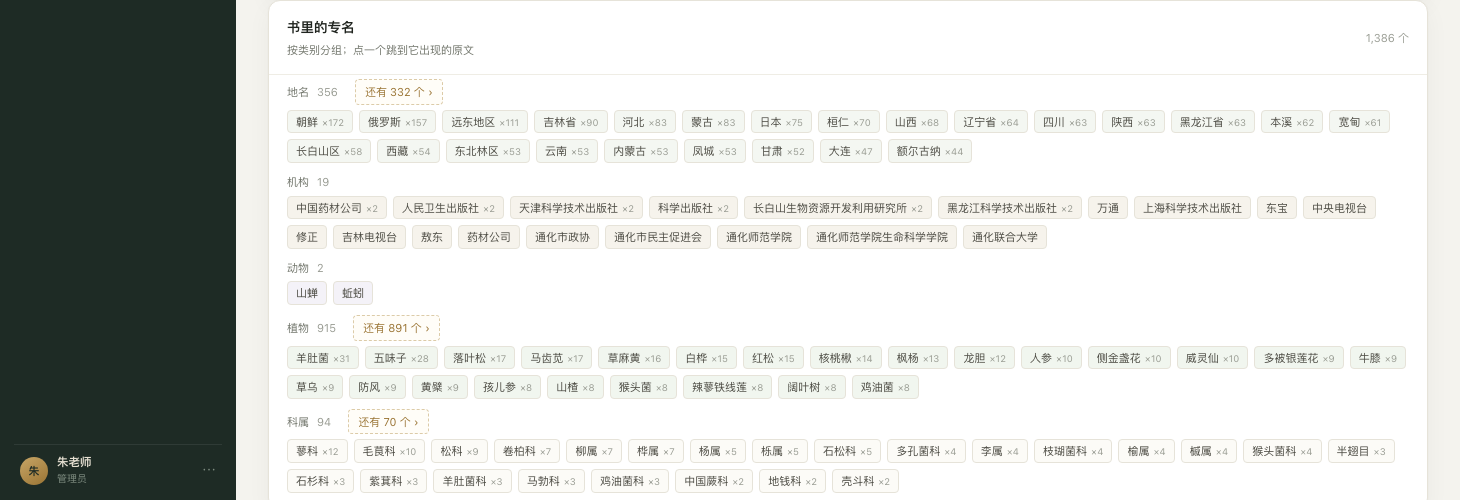 书里的专名
按类别分组；点一个跳到它出现的原文
1,386 个
地名 356 还有 332 个 ›
朝鲜 ×172 俄罗斯 ×157 远东地区 ×111 吉林省 ×90 河北 ×83 蒙古 ×83 日本 ×75 桓仁 ×70 山西 ×68 辽宁省 ×64 四川 ×63 陕西 ×63 黑龙江省 ×63 本溪 ×62 宽甸 ×61
长白山区 ×58 西藏 ×54 东北林区 ×53 云南 ×53 内蒙古 ×53 凤城 ×53 甘肃 ×52 大连 ×47 额尔古纳 ×44
机构 19
中国药材公司 ×2 人民卫生出版社 ×2 天津科学技术出版社 ×2 科学出版社 ×2 长白山生物资源开发利用研究所 ×2 黑龙江科学技术出版社 ×2 万通 上海科学技术出版社 东宝 中央电视台
修正 吉林电视台 敖东 药材公司 通化市政协 通化市民主促进会 通化师范学院 通化师范学院生命科学学院 通化联合大学
动物 2
山蝉 蚯蚓
植物 915 还有 891 个 ›
羊肚菌 ×31 五味子 ×28 落叶松 ×17 马齿苋 ×17 草麻黄 ×16 白桦 ×15 红松 ×15 核桃楸 ×14 枫杨 ×13 龙胆 ×12 人参 ×10 侧金盏花 ×10 威灵仙 ×10 多被银莲花 ×9 牛膝 ×9
草乌 ×9 防风 ×9 黄檗 ×9 孩儿参 ×8 山楂 ×8 猴头菌 ×8 辣蓼铁线莲 ×8 阔叶树 ×8 鸡油菌 ×8
科属 94 还有 70 个 ›
蓼科 ×12 毛茛科 ×10 松科 ×9 卷柏科 ×7 柳属 ×7 桦属 ×7 杨属 ×5 栎属 ×5 石松科 ×5 多孔菌科 ×4 李属 ×4 枝瑚菌科 ×4 榆属 ×4 槭属 ×4 猴头菌科 ×4 半翅目 ×3
石杉科 ×3 紫萁科 ×3 羊肚菌科 ×3 马勃科 ×3 鸡油菌科 ×3 中国蕨科 ×2 地钱科 ×2 壳斗科 ×2
朱
朱老师
管理员
…